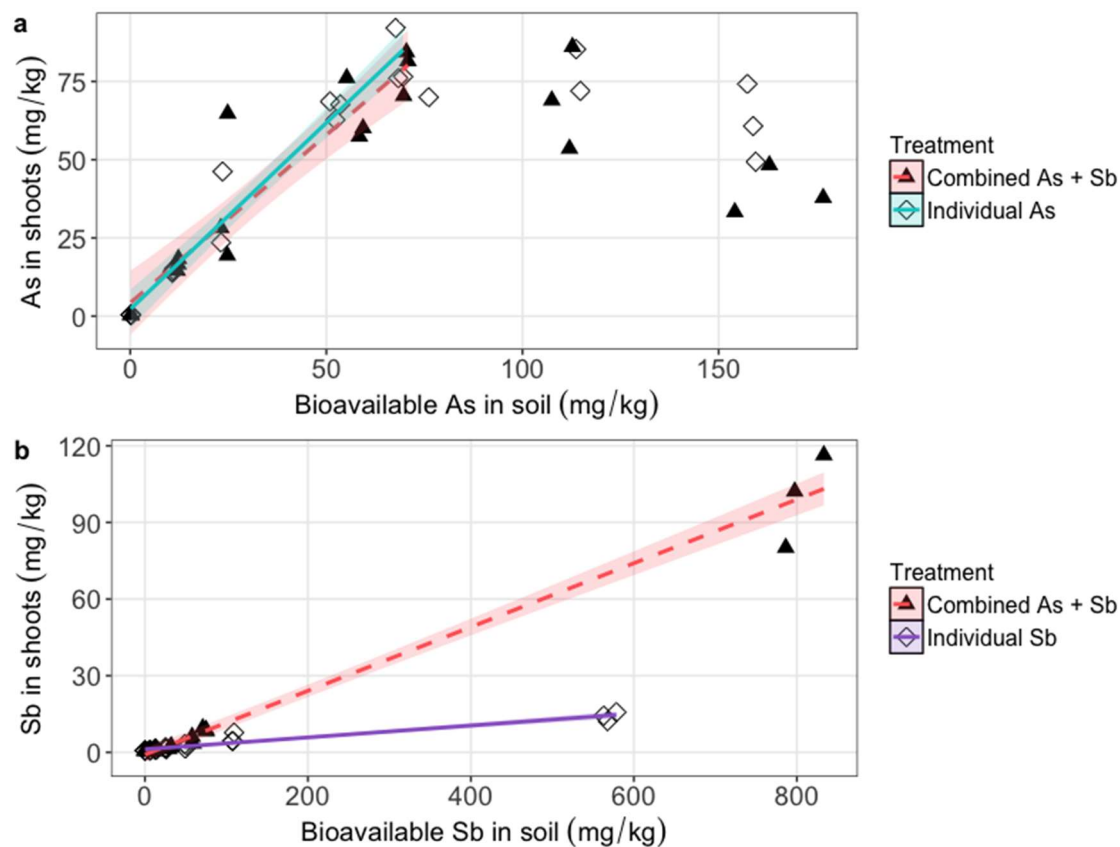 a
As in shoots (mg/kg)
75
50
25
0
0 50 100 150
Bioavailable As in soil (mg/kg)
Treatment
Combined As + Sb
Individual As
b
Sb in shoots (mg/kg)
120
90
60
30
0
0 200 400 600 800
Bioavailable Sb in soil (mg/kg)
Treatment
Combined As + Sb
Individual Sb